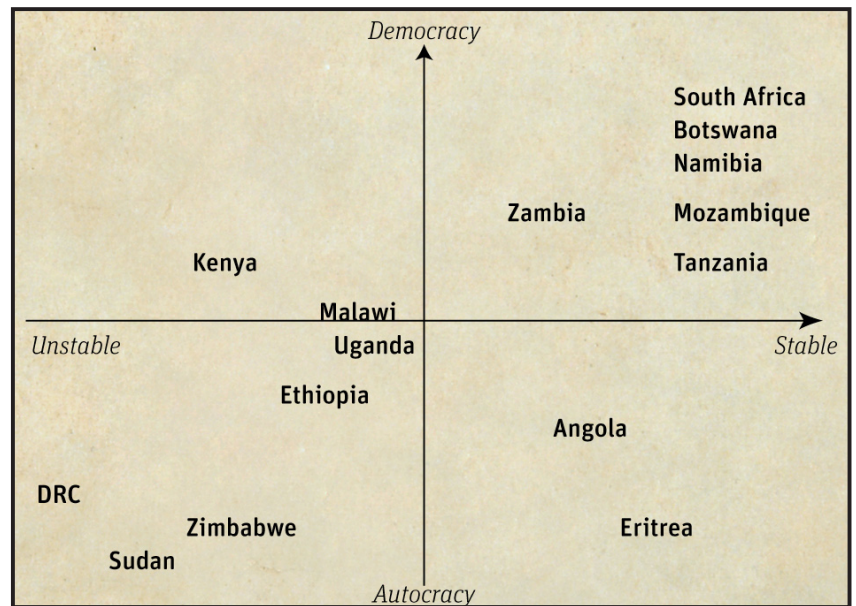 Democracy
South Africa
Botswana
Namibia
Zambia
Mozambique
Kenya
Tanzania
Malawi
Unstable
Uganda
Stable
Ethiopia
Angola
DRC
Zimbabwe
Eritrea
Sudan
Autocracy